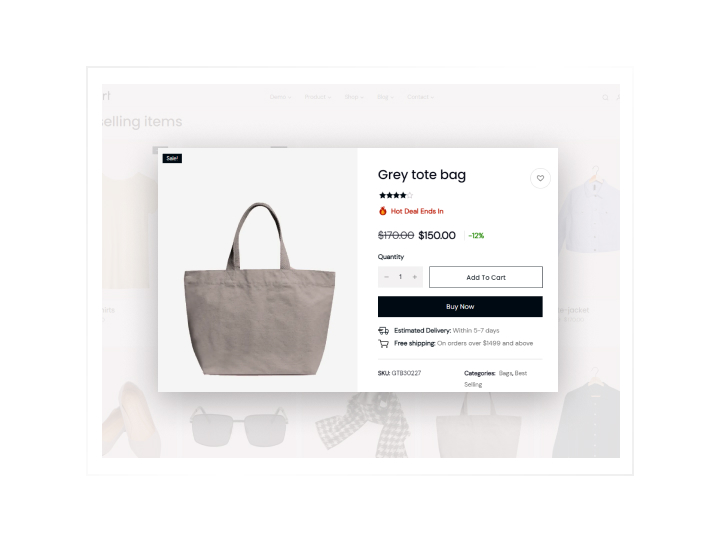 selling items
Sale!
Grey tote bag
Hot Deal Ends In
$170.00 $150.00 -12%
Quantity
− 1 + Add To Cart
Buy Now
Estimated Delivery: Within 5-7 days
Free shipping: On orders over $1499 and above
SKU: GTB30227
Categories: Bags, Best
Selling